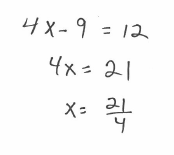 4x - 9 = 12
4x = 21
x = 21/4